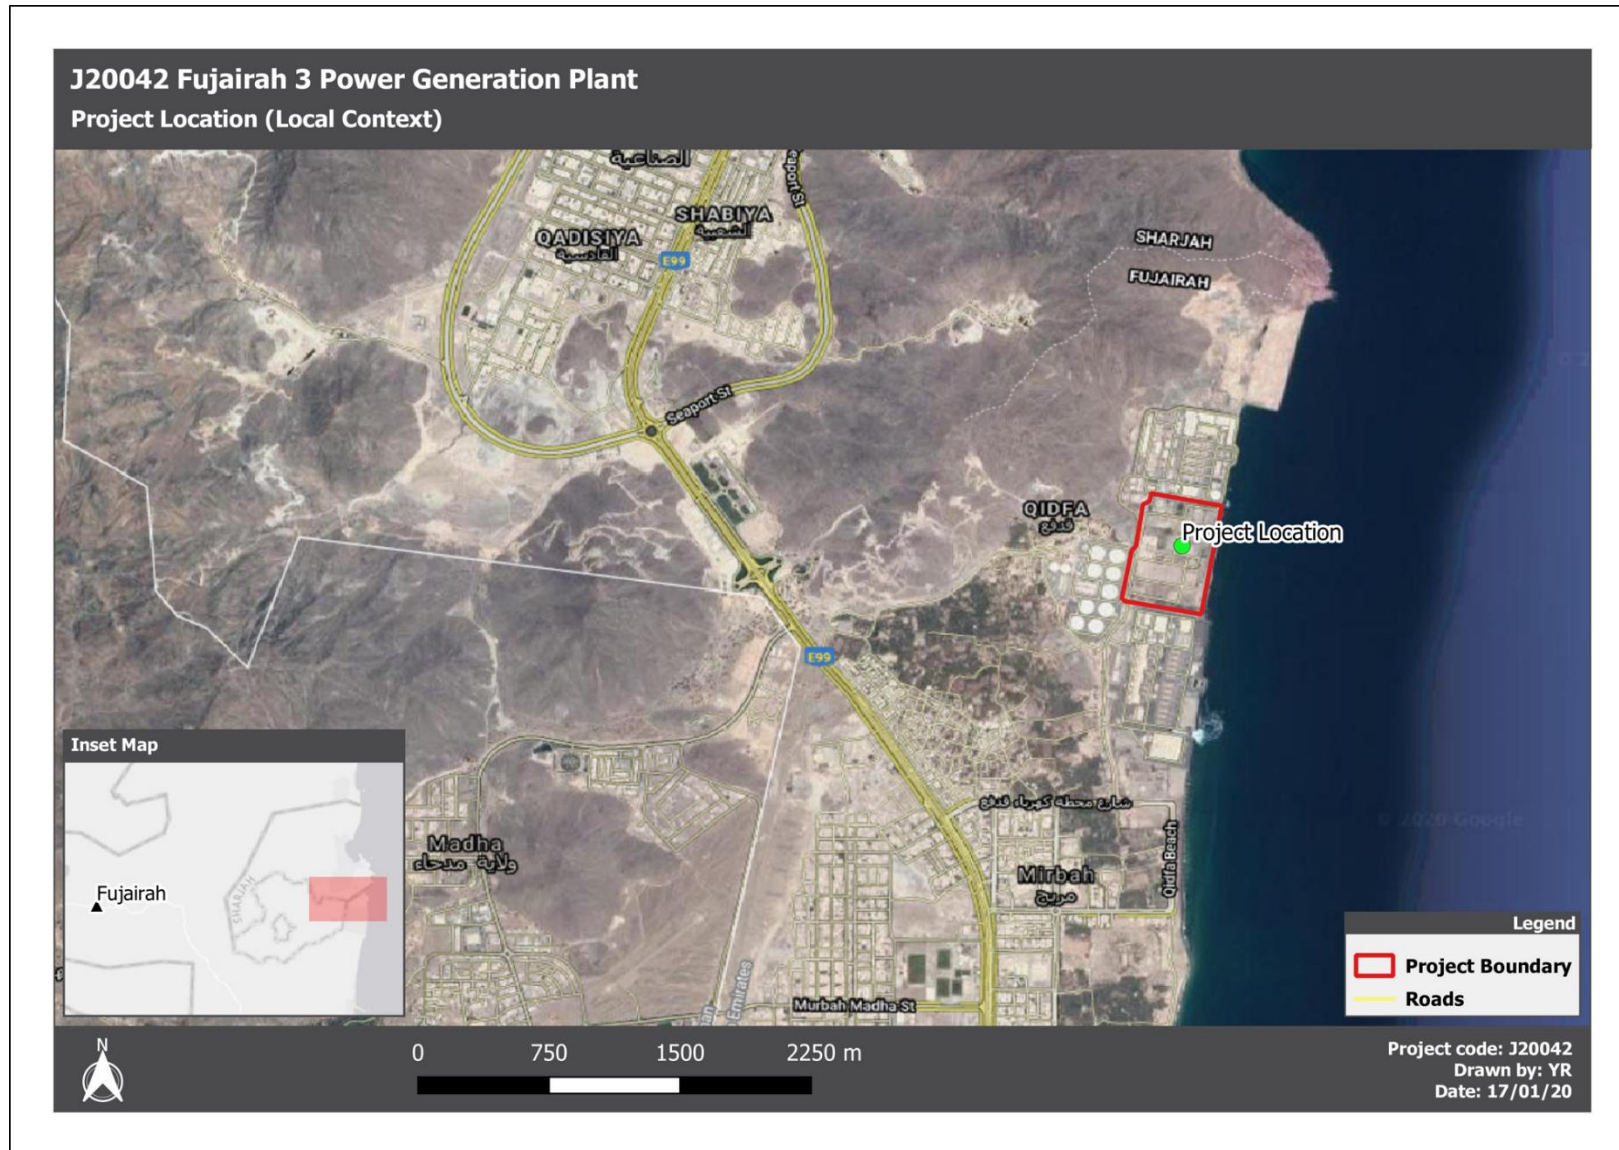 J20042 Fujairah 3 Power Generation Plant
Project Location (Local Context)
الصناعية
Seaport St
SHABIYA
الشعبية
QADISIYA
القادسية
E99
SHARJAH
FUJAIRAH
Seaport St
QIDFA
قدفع
Project Location
E99
Inset Map
Fujairah
SHARJAH
Madha
ولاية مدحاء
شارع محطة كهرباء قدفع
Mirbah
مربح
Qidfa Beach
© 2020 Google
Murbah Madha St
Emirates
Legend
Project Boundary
Roads
N
0 750 1500 2250 m
Project code: J20042
Drawn by: YR
Date: 17/01/20